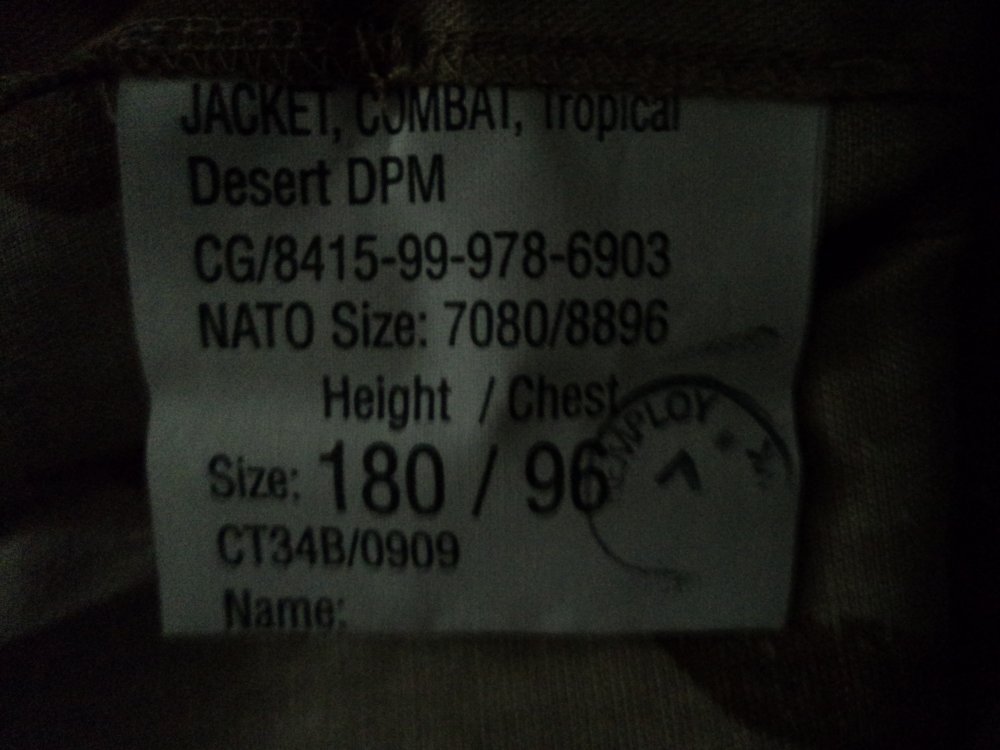 JACKET, COMBAT, Tropical
Desert DPM
CG/8415-99-978-6903
NATO Size: 7080/8896
Height / Chest
Size: 180 / 96
CT34B/0909
Name:
EMPLOY